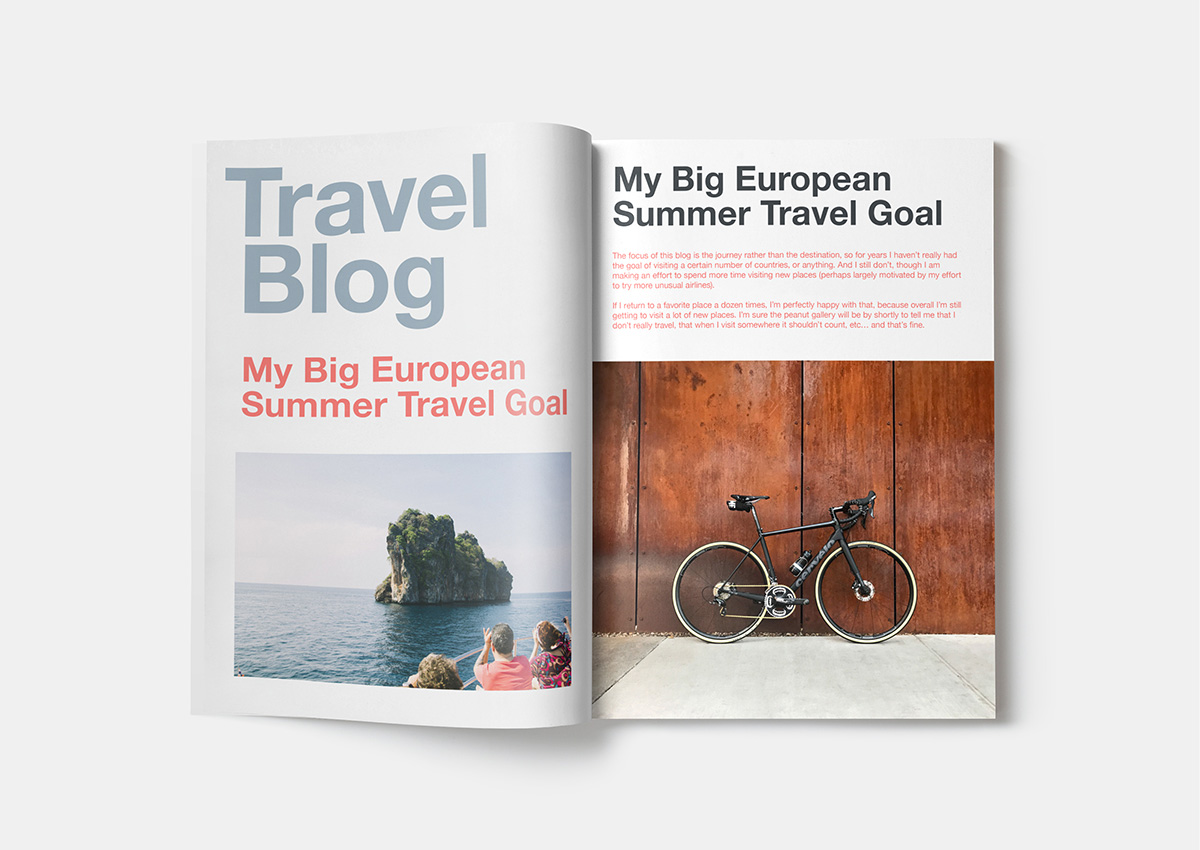 Travel
Blog
My Big European
Summer Travel Goal
My Big European
Summer Travel Goal
The focus of this blog is the journey rather than the destination, so for years I haven't really had
the goal of visiting a certain number of countries, or anything. And I still don't, though I am
making an effort to spend more time visiting new places (perhaps largely motivated by my effort
to try more unusual airlines).
If I return to a favorite place a dozen times, I'm perfectly happy with that, because overall I'm still
getting to visit a lot of new places. I'm sure the peanut gallery will be by shortly to tell me that I
don't really travel, that when I visit somewhere it shouldn't count, etc… and that's fine.
cervélo